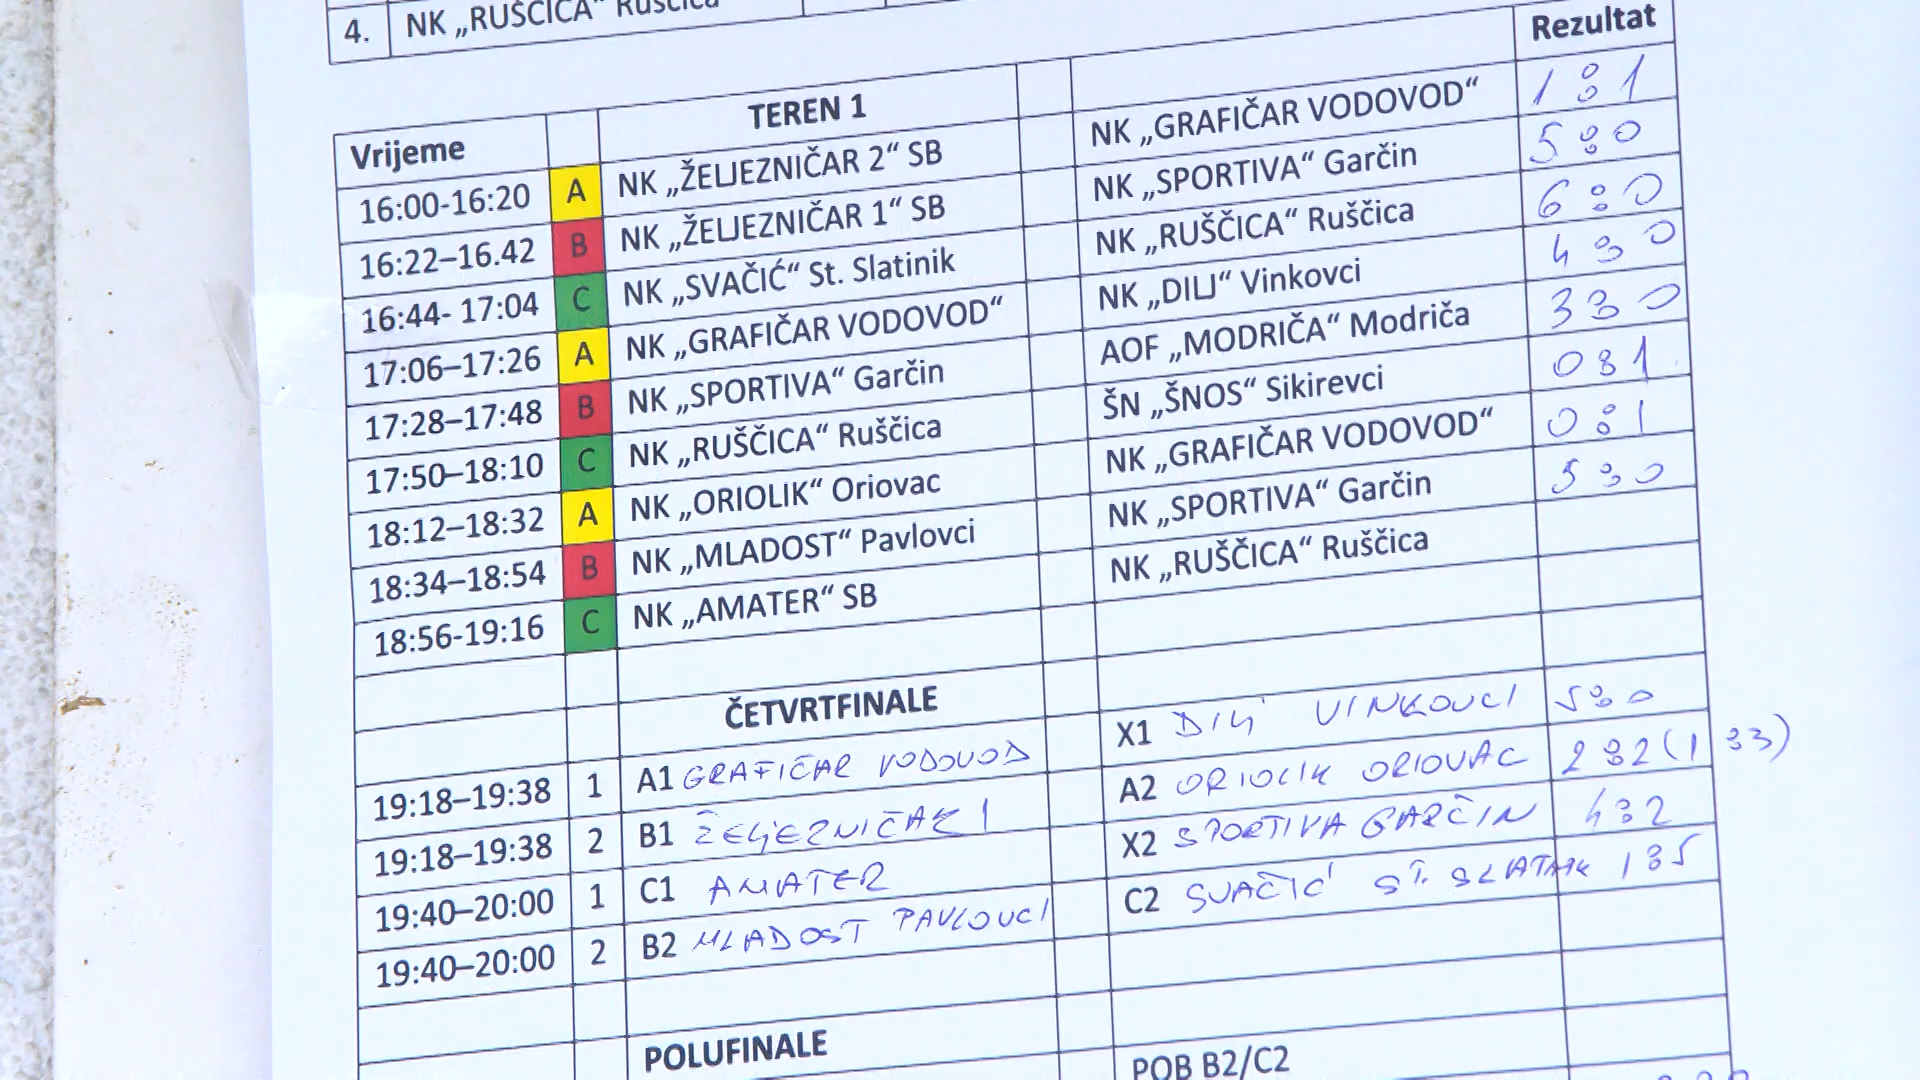 4. NK „RUŠČICA“ Ruščica
Vrijeme TEREN 1 Rezultat
16:00-16:20 A NK „ŽELJEZNIČAR 2“ SB NK „GRAFIČAR VODOVOD“ 1:1
16:22–16.42 B NK „ŽELJEZNIČAR 1“ SB NK „SPORTIVA“ Garčin 5:0
16:44- 17:04 C NK „SVAČIĆ“ St. Slatinik NK „RUŠČICA“ Ruščica 6:0
17:06–17:26 A NK „GRAFIČAR VODOVOD“ NK „DILJ“ Vinkovci 4:0
17:28–17:48 B NK „SPORTIVA“ Garčin AOF „MODRIČA“ Modriča 3:0
17:50–18:10 C NK „RUŠČICA“ Ruščica ŠN „ŠNOS“ Sikirevci 0:1
18:12–18:32 A NK „ORIOLIK“ Oriovac NK „GRAFIČAR VODOVOD“ 0:1
18:34–18:54 B NK „MLADOST“ Pavlovci NK „SPORTIVA“ Garčin 5:0
18:56-19:16 C NK „AMATER“ SB NK „RUŠČICA“ Ruščica
ČETVRTFINALE
19:18–19:38 1 A1 GRAFIČAR VODOVOD X1 DILJ VINKOVCI 5:0
19:18–19:38 2 B1 ŽELJEZNIČAR 1 A2 ORIOLIK ORIOVAC 2:2 (1:3)
19:40–20:00 1 C1 AMATER X2 SPORTIVA GARČIN 4:2
19:40–20:00 2 B2 MLADOST PAVLOVCI C2 SVAČIĆ ST. 1:5
POLUFINALE
POB B2/C2